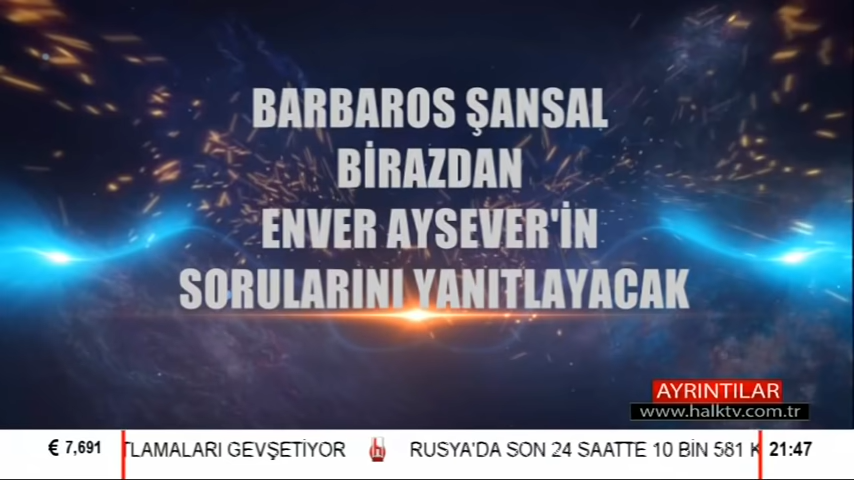 BARBAROS ŞANSAL
BİRAZDAN
ENVER AYSEVER'İN
SORULARINI YANITLAYACAK
AYRINTILAR
www.halktv.com.tr
€ 7,691
TLAMALARI GEVŞETİYOR
RUSYA'DA SON 24 SAATTE 10 BİN 581
21:47